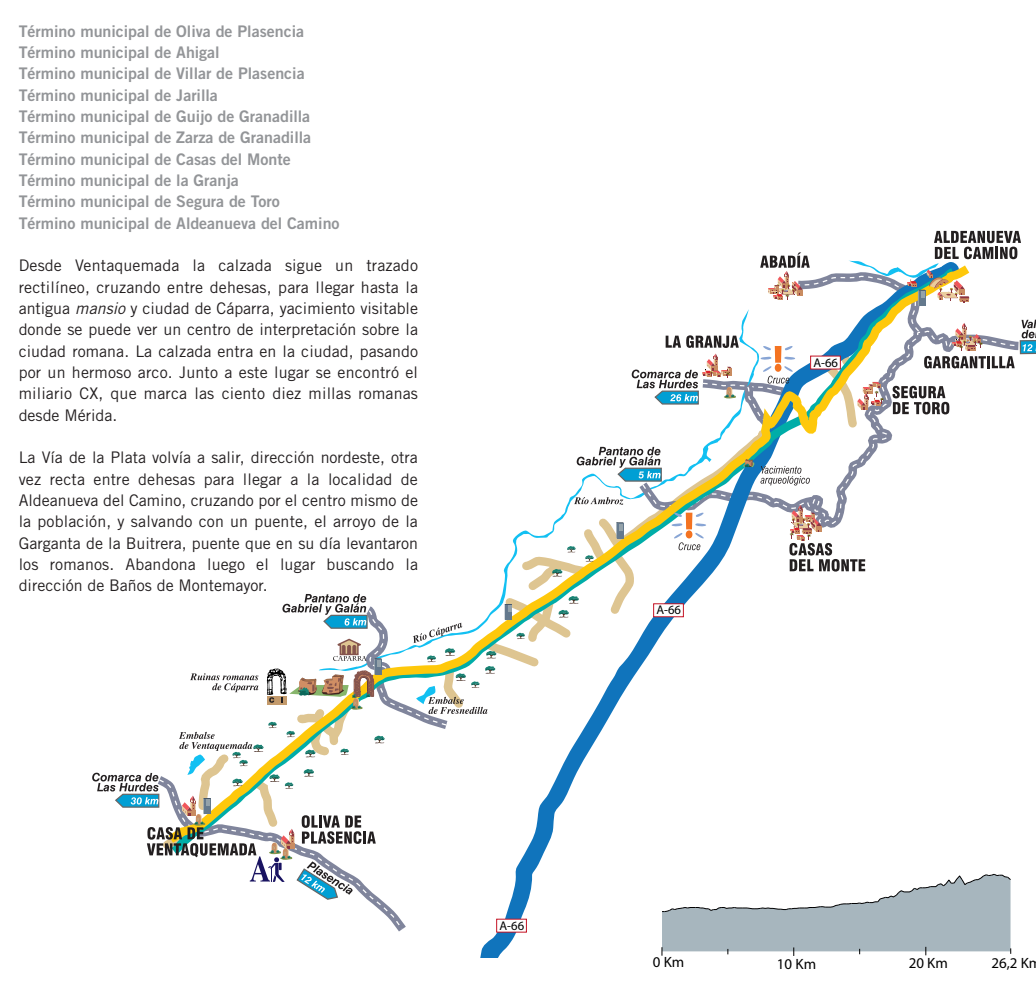 Término municipal de Oliva de Plasencia
Término municipal de Ahigal
Término municipal de Villar de Plasencia
Término municipal de Jarilla
Término municipal de Guijo de Granadilla
Término municipal de Zarza de Granadilla
Término municipal de Casas del Monte
Término municipal de la Granja
Término municipal de Segura de Toro
Término municipal de Aldeanueva del Camino
Desde Ventaquemada la calzada sigue un trazado
rectilíneo, cruzando entre dehesas, para llegar hasta la
antigua mansio y ciudad de Cáparra, yacimiento visitable
donde se puede ver un centro de interpretación sobre la
ciudad romana. La calzada entra en la ciudad, pasando
por un hermoso arco. Junto a este lugar se encontró el
miliario CX, que marca las ciento diez millas romanas
desde Mérida.
La Vía de la Plata volvía a salir, dirección nordeste, otra
vez recta entre dehesas para llegar a la localidad de
Aldeanueva del Camino, cruzando por el centro mismo de
la población, y salvando con un puente, el arroyo de la
Garganta de la Buitrera, puente que en su día levantaron
los romanos. Abandona luego el lugar buscando la
dirección de Baños de Montemayor.
ALDEANUEVA
DEL CAMINO
ABADÍA
Val
de
12
GARGANTILLA
LA GRANJA
Cruce
A-66
Comarca de
Las Hurdes
26 km
SEGURA
DE TORO
Pantano de
Gabriel y Galán
5 km
Yacimiento
arqueológico
Río Ambroz
Cruce
CASAS
DEL MONTE
Pantano de
Gabriel y Galán
6 km
A-66
Río Cáparra
CÁPARRA
Ruinas romanas
de Cáparra
C I
Embalse
de Fresnedilla
Embalse
de Ventaquemada
Comarca de
Las Hurdes
30 km
CASA DE
VENTAQUEMADA
OLIVA DE
PLASENCIA
A
Plasencia
12 km
A-66
0 Km
10 Km
20 Km
26,2 Km